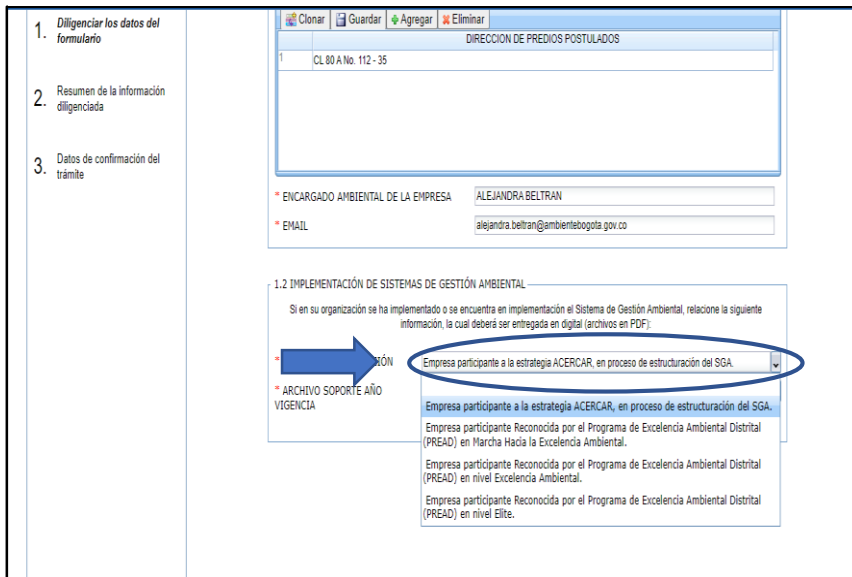 1. Diligenciar los datos del
formulario
2. Resumen de la información
diligenciada
3. Datos de confirmación del
trámite
Clonar Guardar Agregar Eliminar
DIRECCION DE PREDIOS POSTULADOS
1 CL 80 A No. 112 - 35
* ENCARGADO AMBIENTAL DE LA EMPRESA ALEJANDRA BELTRAN
* EMAIL alejandra.beltran@ambientebogota.gov.co
1.2 IMPLEMENTACIÓN DE SISTEMAS DE GESTIÓN AMBIENTAL
Si en su organización se ha implementado o se encuentra en implementación el Sistema de Gestión Ambiental, relacione la siguiente
información, la cual deberá ser entregada en digital (archivos en PDF):
* IÓN Empresa participante a la estrategia ACERCAR, en proceso de estructuración del SGA.
* ARCHIVO SOPORTE AÑO
VIGENCIA
Empresa participante a la estrategia ACERCAR, en proceso de estructuración del SGA.
Empresa participante Reconocida por el Programa de Excelencia Ambiental Distrital
(PREAD) en Marcha Hacia la Excelencia Ambiental.
Empresa participante Reconocida por el Programa de Excelencia Ambiental Distrital
(PREAD) en nivel Excelencia Ambiental.
Empresa participante Reconocida por el Programa de Excelencia Ambiental Distrital
(PREAD) en nivel Elite.